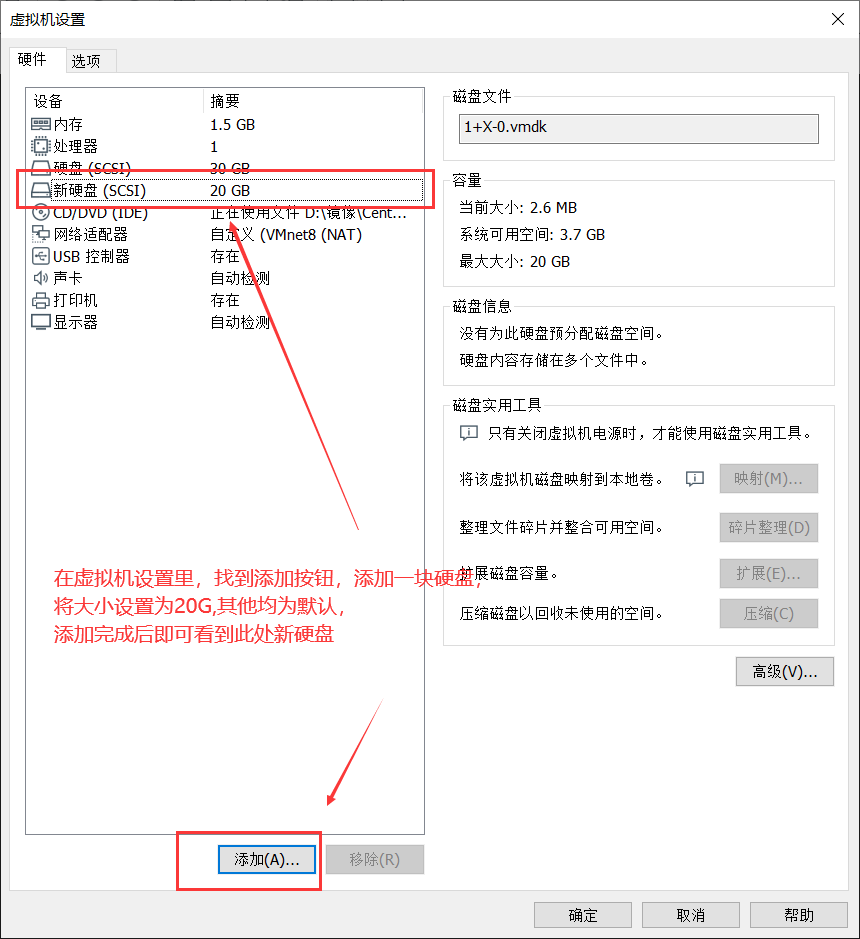 虚拟机设置
硬件
选项
设备 摘要
内存 1.5 GB
处理器 1
硬盘 (SCSI) 30 GB
新硬盘 (SCSI) 20 GB
CD/DVD (IDE) 正在使用文件 D:\镜像\Cent...
网络适配器 自定义 (VMnet8 (NAT)
USB 控制器 存在
声卡 自动检测
打印机 存在
显示器 自动检测
在虚拟机设置里，找到添加按钮，添加一块硬盘，
将大小设置为20G,其他均为默认，
添加完成后即可看到此处新硬盘
添加(A)... 移除(R)
磁盘文件
1+X-0.vmdk
容量
当前大小: 2.6 MB
系统可用空间: 3.7 GB
最大大小: 20 GB
磁盘信息
没有为此硬盘预分配磁盘空间。
硬盘内容存储在多个文件中。
磁盘实用工具
只有关闭虚拟机电源时，才能使用磁盘实用工具。
将该虚拟机磁盘映射到本地卷。 映射(M)...
整理文件碎片并整合可用空间。 碎片整理(D)
扩展磁盘容量。 扩展(E)...
压缩磁盘以回收未使用的空间。 压缩(C)
高级(V)...
确定 取消 帮助